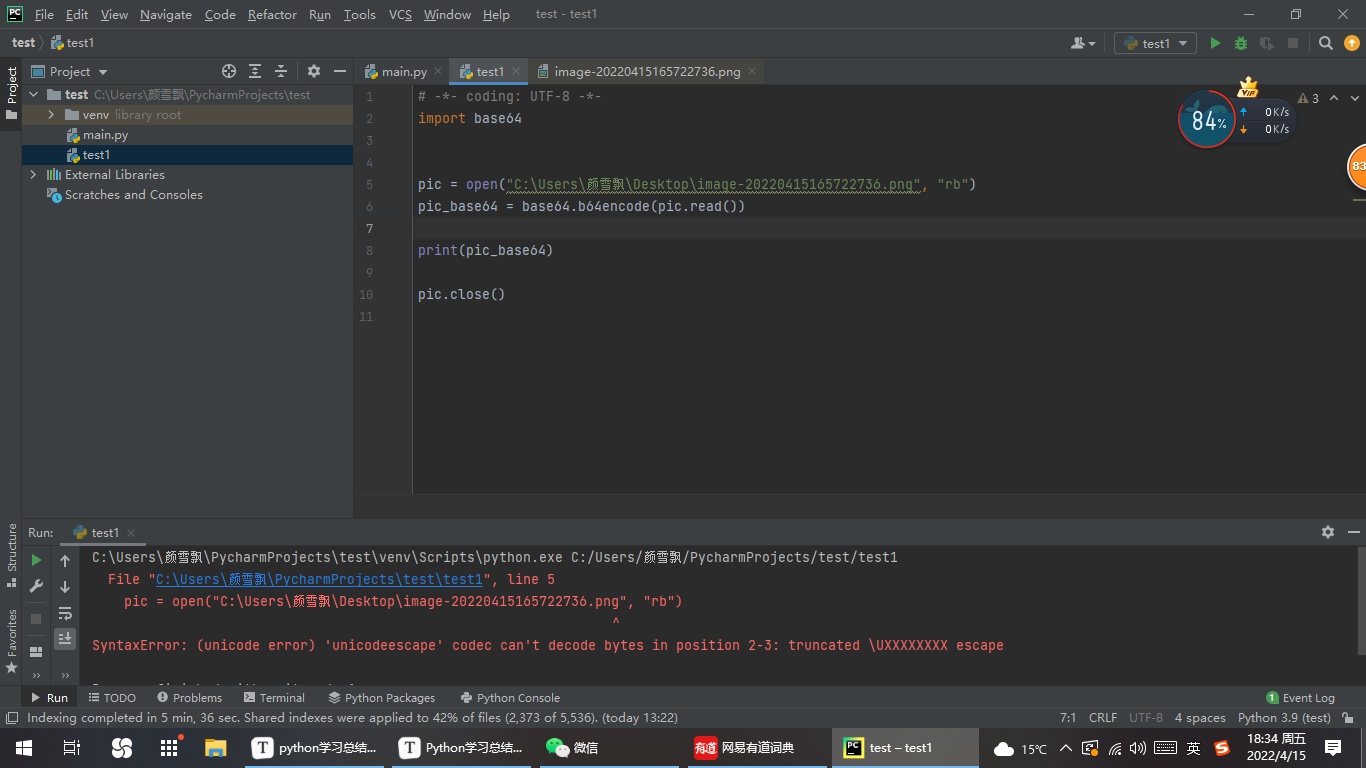 PC File Edit View Navigate Code Refactor Run Tools VCS Window Help test - test1
test test1 test1
Project
Project
main.py test1 image-20220415165722736.png
test C:\Users\颜雪飘\PycharmProjects\test
venv library root
main.py
test1
External Libraries
Scratches and Consoles
1 # -*- coding: UTF-8 -*-
2 import base64
3
4
5 pic = open("C:\Users\颜雪飘\Desktop\image-20220415165722736.png", "rb")
6 pic_base64 = base64.b64encode(pic.read())
7
8 print(pic_base64)
9
10 pic.close()
11
3
VIP
84%
0K/s
0K/s
83
Structure
Favorites
Run: test1
C:\Users\颜雪飘\PycharmProjects\test\venv\Scripts\python.exe C:/Users/颜雪飘/PycharmProjects/test/test1
File "C:\Users\颜雪飘\PycharmProjects\test\test1", line 5
pic = open("C:\Users\颜雪飘\Desktop\image-20220415165722736.png", "rb")
^
SyntaxError: (unicode error) 'unicodeescape' codec can't decode bytes in position 2-3: truncated \UXXXXXXXX escape
Run TODO Problems Terminal Python Packages Python Console 1 Event Log
Indexing completed in 5 min, 36 sec. Shared indexes were applied to 42% of files (2,373 of 5,536). (today 13:22) 7:1 CRLF UTF-8 4 spaces Python 3.9 (test)
T python学习总结... T Python学习总结... 微信 有道 网易有道词典 PC test – test1 15℃ 英 S 18:34 周五
2022/4/15